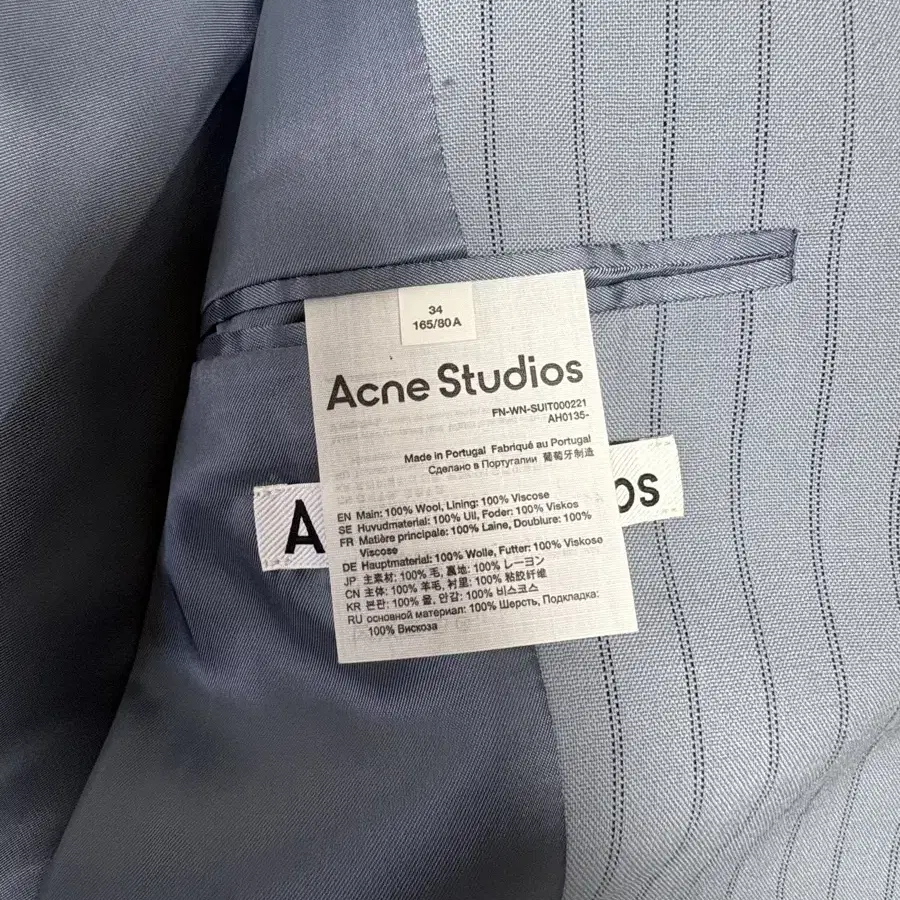 34
165/80A
Acne Studios
FN-WN-SUIT000221
AH0135-
Made in Portugal Fabriqué au Portugal
Сделано в Португалии 葡萄牙制造
EN Main: 100% Wool, Lining: 100% Viscose
SE Huvudmaterial: 100% Ull, Foder: 100% Viskos
FR Matière principale: 100% Laine, Doublure: 100%
Viscose
DE Hauptmaterial: 100% Wolle, Futter: 100% Viskose
JP 主素材: 100% 毛, 裏地: 100% レーヨン
CN 主体: 100% 羊毛, 衬里: 100% 粘胶纤维
KR 본판: 100% 울, 안감: 100% 비스코스
RU основной материал: 100% Шерсть, Подкладка:
100% Вискоза
A os